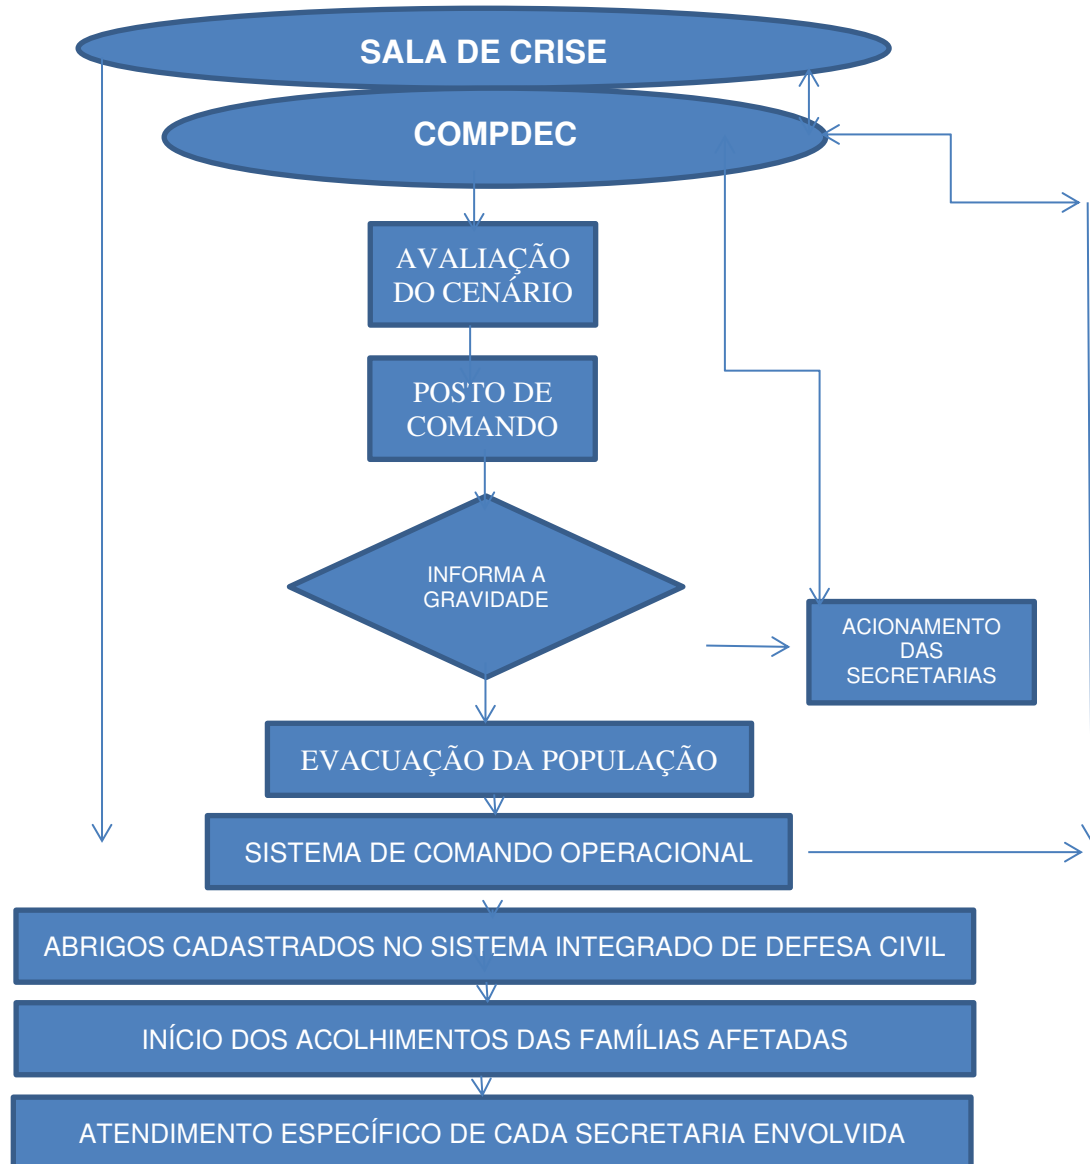 SALA DE CRISE
COMPDEC
AVALIAÇÃO
DO CENÁRIO
POSTO DE
COMANDO
INFORMA A
GRAVIDADE
ACIONAMENTO
DAS
SECRETARIAS
EVACUAÇÃO DA POPULAÇÃO
SISTEMA DE COMANDO OPERACIONAL
ABRIGOS CADASTRADOS NO SISTEMA INTEGRADO DE DEFESA CIVIL
INÍCIO DOS ACOLHIMENTOS DAS FAMÍLIAS AFETADAS
ATENDIMENTO ESPECÍFICO DE CADA SECRETARIA ENVOLVIDA